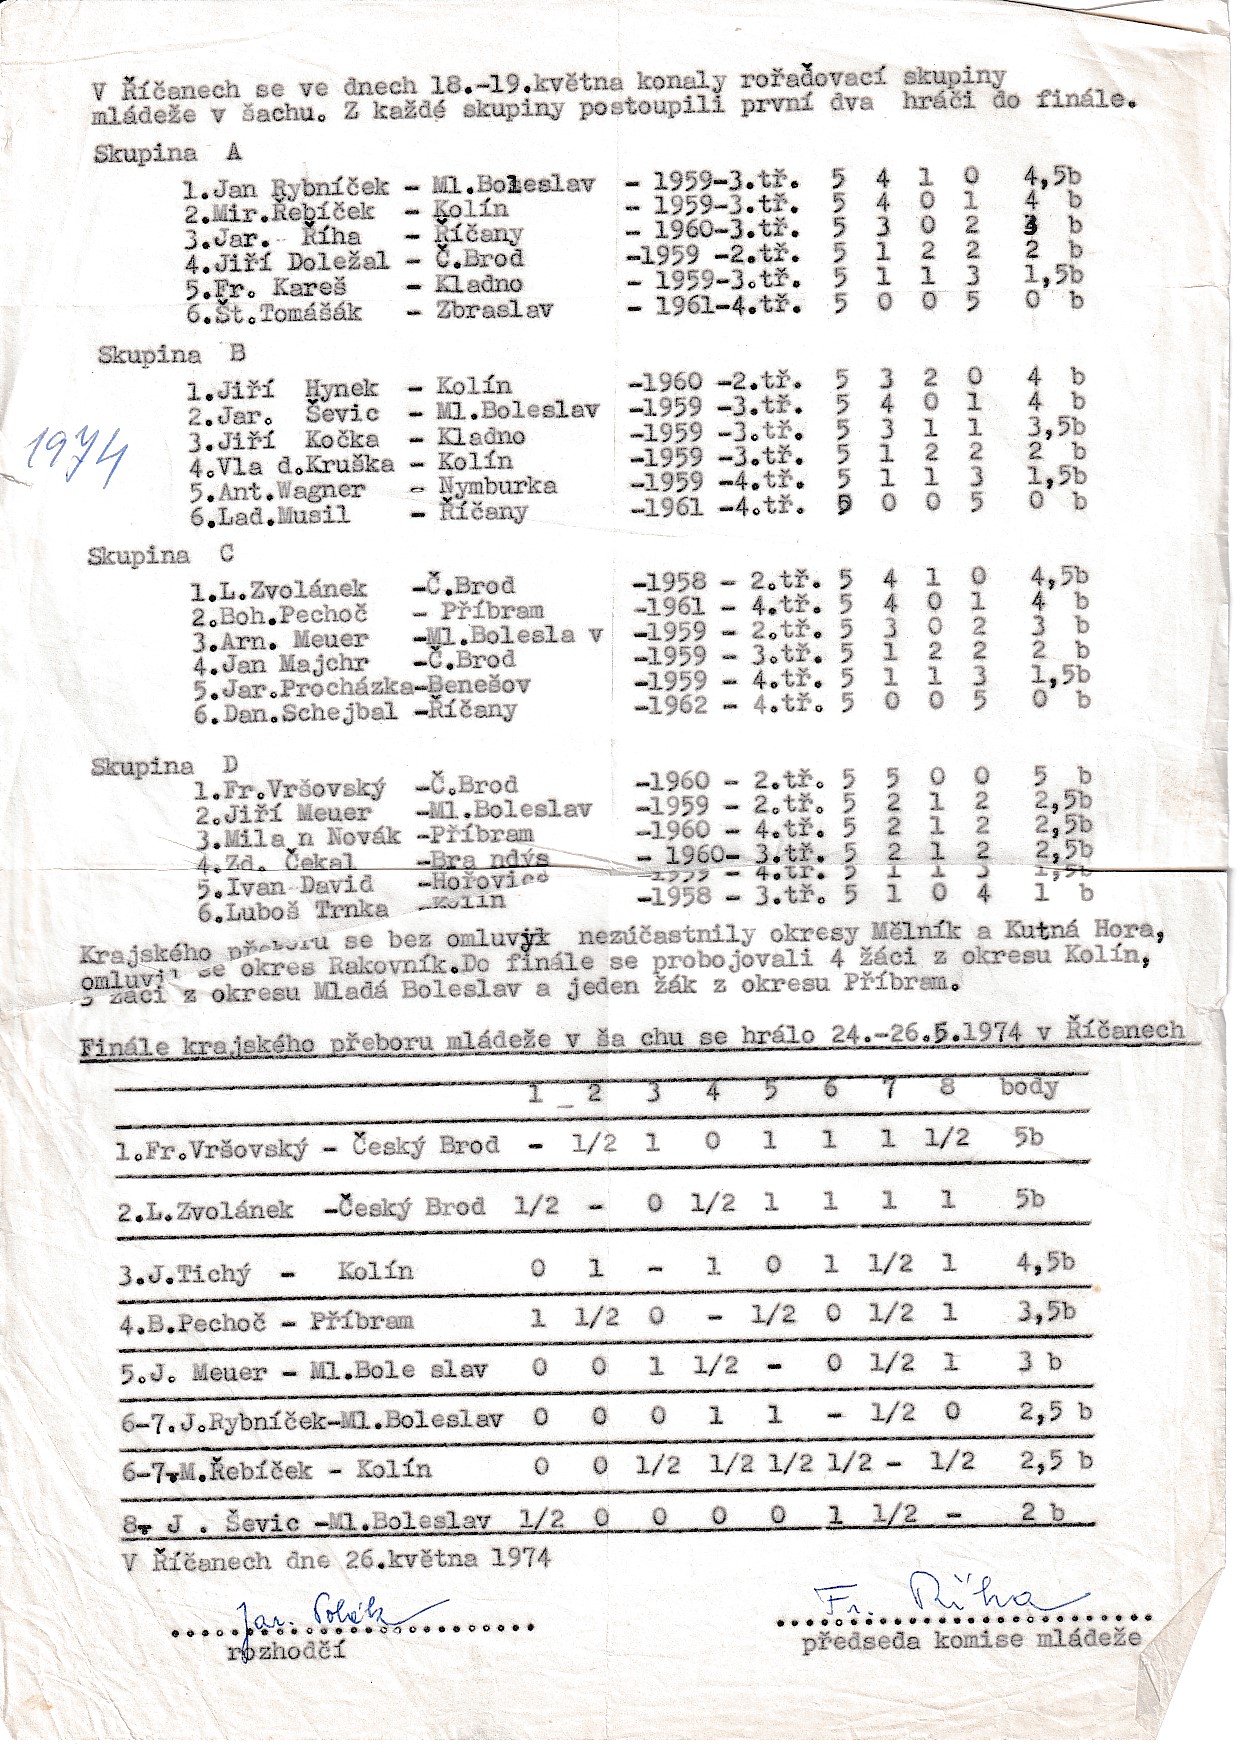 V Říčanech se ve dnech 18.-19.května konaly rořaďovací skupiny
mládeže v šachu. Z každé skupiny postoupili první dva hráči do finále.
Skupina A
1.Jan Rybníček - Ml.Boleslav - 1959-3.tř. 5 4 1 0 4,5b
2.Mir.Řebíček - Kolín - 1959-3.tř. 5 4 0 1 4 b
3.Jar. Říha - Říčany - 1960-3.tř. 5 3 0 2 3 b
4.Jiří Doležal - Č.Brod -1959 -2.tř. 5 1 2 2 2 b
5.Fr. Kareš - Kladno - 1959-3.tř. 5 1 1 3 1,5b
6.Št.Tomášák - Zbraslav - 1961-4.tř. 5 0 0 5 0 b
Skupina B
1.Jiří Hynek - Kolín -1960 -2.tř. 5 3 2 0 4 b
2.Jar. Ševic - Ml.Boleslav -1959 -3.tř. 5 4 0 1 4 b
1974
3.Jiří Kočka - Kladno -1959 -3.tř. 5 3 1 1 3,5b
4.Vla d.Kruška - Kolín -1959 -3.tř. 5 1 2 2 2 b
5.Ant.Wagner - Nymburka -1959 -4.tř. 5 1 1 3 1,5b
6.Lad.Musil - Říčany -1961 -4.tř. 5 0 0 5 0 b
Skupina C
1.L.Zvolánek -Č.Brod -1958 - 2.tř. 5 4 1 0 4,5b
2.Boh.Pechoč - Příbram -1961 - 4.tř. 5 4 0 1 4 b
3.Arn. Meuer -Ml.Bolesla v -1959 - 2.tř. 5 3 0 2 3 b
4.Jan Majchr -Č.Brod -1959 - 3.tř. 5 1 2 2 2 b
5.Jar.Procházka-Benešov -1959 - 4.tř. 5 1 1 3 1,5b
6.Dan.Schejbal -Říčany -1962 - 4.tř. 5 0 0 5 0 b
Skupina D
1.Fr.Vršovský -Č.Brod -1960 - 2.tř. 5 5 0 0 5 b
2.Jiří Meuer -Ml.Boleslav -1959 - 2.tř. 5 2 1 2 2,5b
3.Mila n Novák -Příbram -1960 - 4.tř. 5 2 1 2 2,5b
4.Zd. Čekal -Bra ndýs - 1960- 3.tř. 5 2 1 2 2,5b
5.Ivan David -Hořovice -1959 - 4.tř. 5 1 1 3 1,5b
6.Luboš Trnka -Kolín -1958 - 3.tř. 5 1 0 4 1 b
Krajského přeboru se bez omluvyk nezúčastnily okresy Mělník a Kutná Hora,
omluvil se okres Rakovník.Do finále se probojovali 4 žáci z okresu Kolín,
3 žáci z okresu Mladá Boleslav a jeden žák z okresu Příbram.
Finále krajského přeboru mládeže v ša chu se hrálo 24.-26.5.1974 v Říčanech
1 _ 2 3 4 5 6 7 8 body
1.Fr.Vršovský - Český Brod - 1/2 1 0 1 1 1 1/2 5b
2.L.Zvolánek -Český Brod 1/2 - 0 1/2 1 1 1 1 5b
3.J.Tichý - Kolín 0 1 - 1 0 1 1/2 1 4,5b
4.B.Pechoč - Příbram 1 1/2 0 - 1/2 0 1/2 1 3,5b
5.J. Meuer - Ml.Bole slav 0 0 1 1/2 - 0 1/2 1 3 b
6-7.J.Rybníček-Ml.Boleslav 0 0 0 1 1 - 1/2 0 2,5 b
6-7.M.Řebíček - Kolín 0 0 1/2 1/2 1/2 1/2 - 1/2 2,5 b
8. J . Ševic -Ml.Boleslav 1/2 0 0 0 0 1 1/2 - 2 b
V Říčanech dne 26.května 1974
Jar. Fr. Říha
rozhodčí předseda komise mládeže